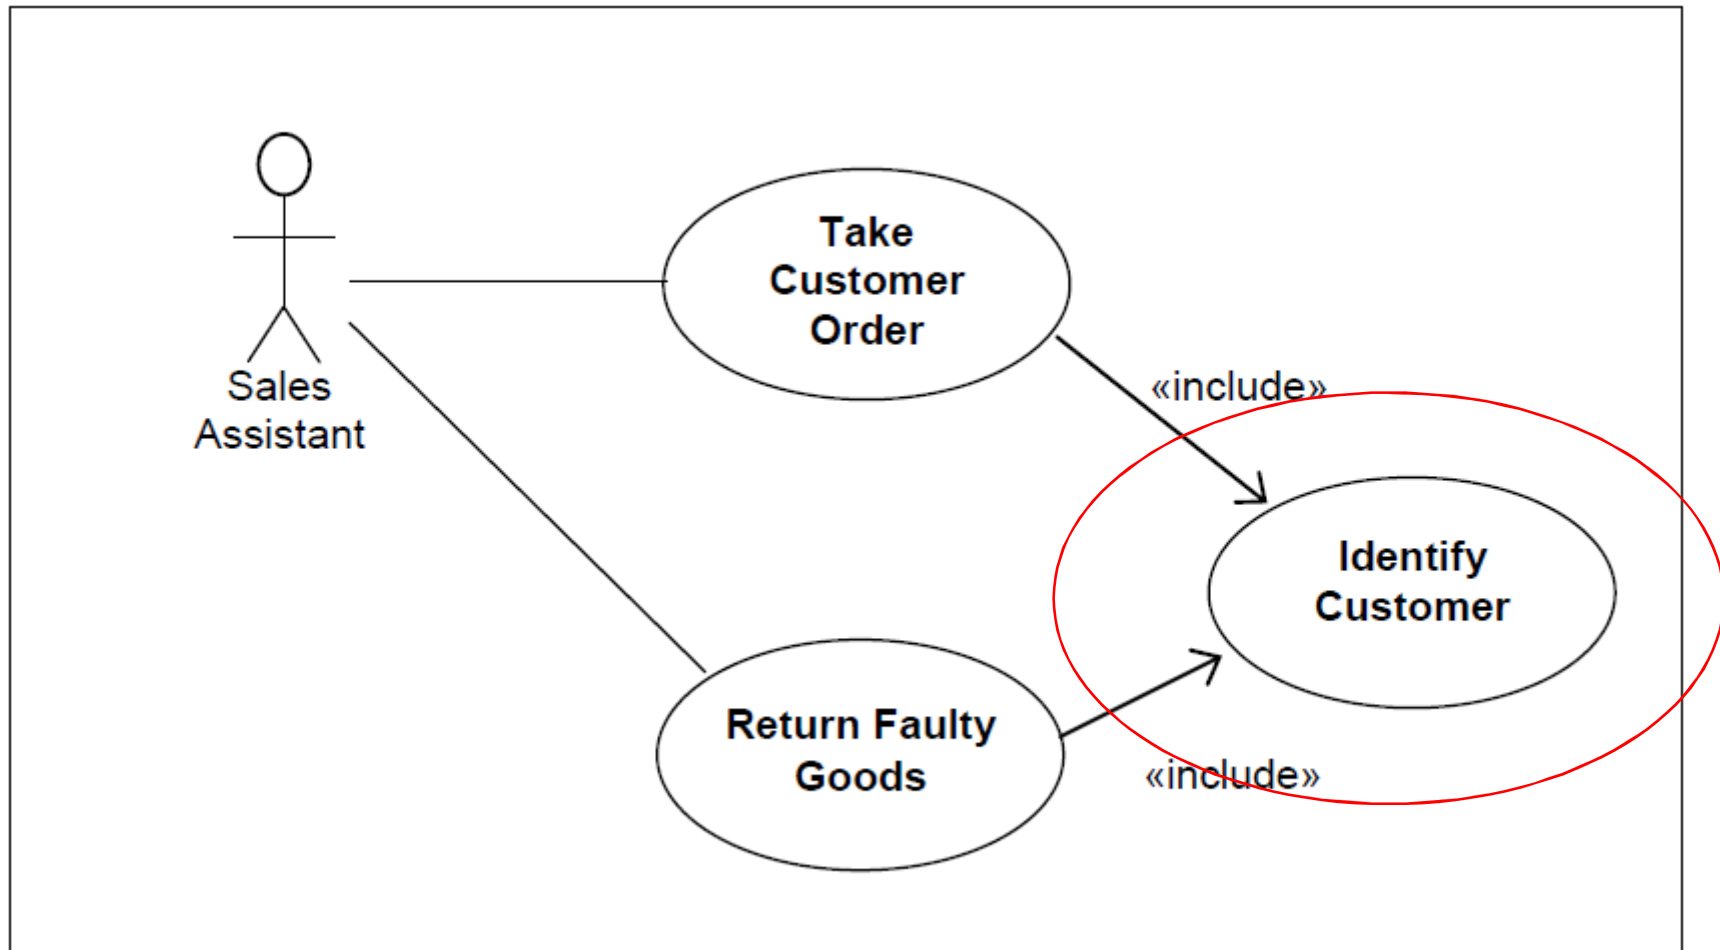 Take
Customer
Order
Sales
Assistant
«include»
Identify
Customer
Return Faulty
Goods
«include»